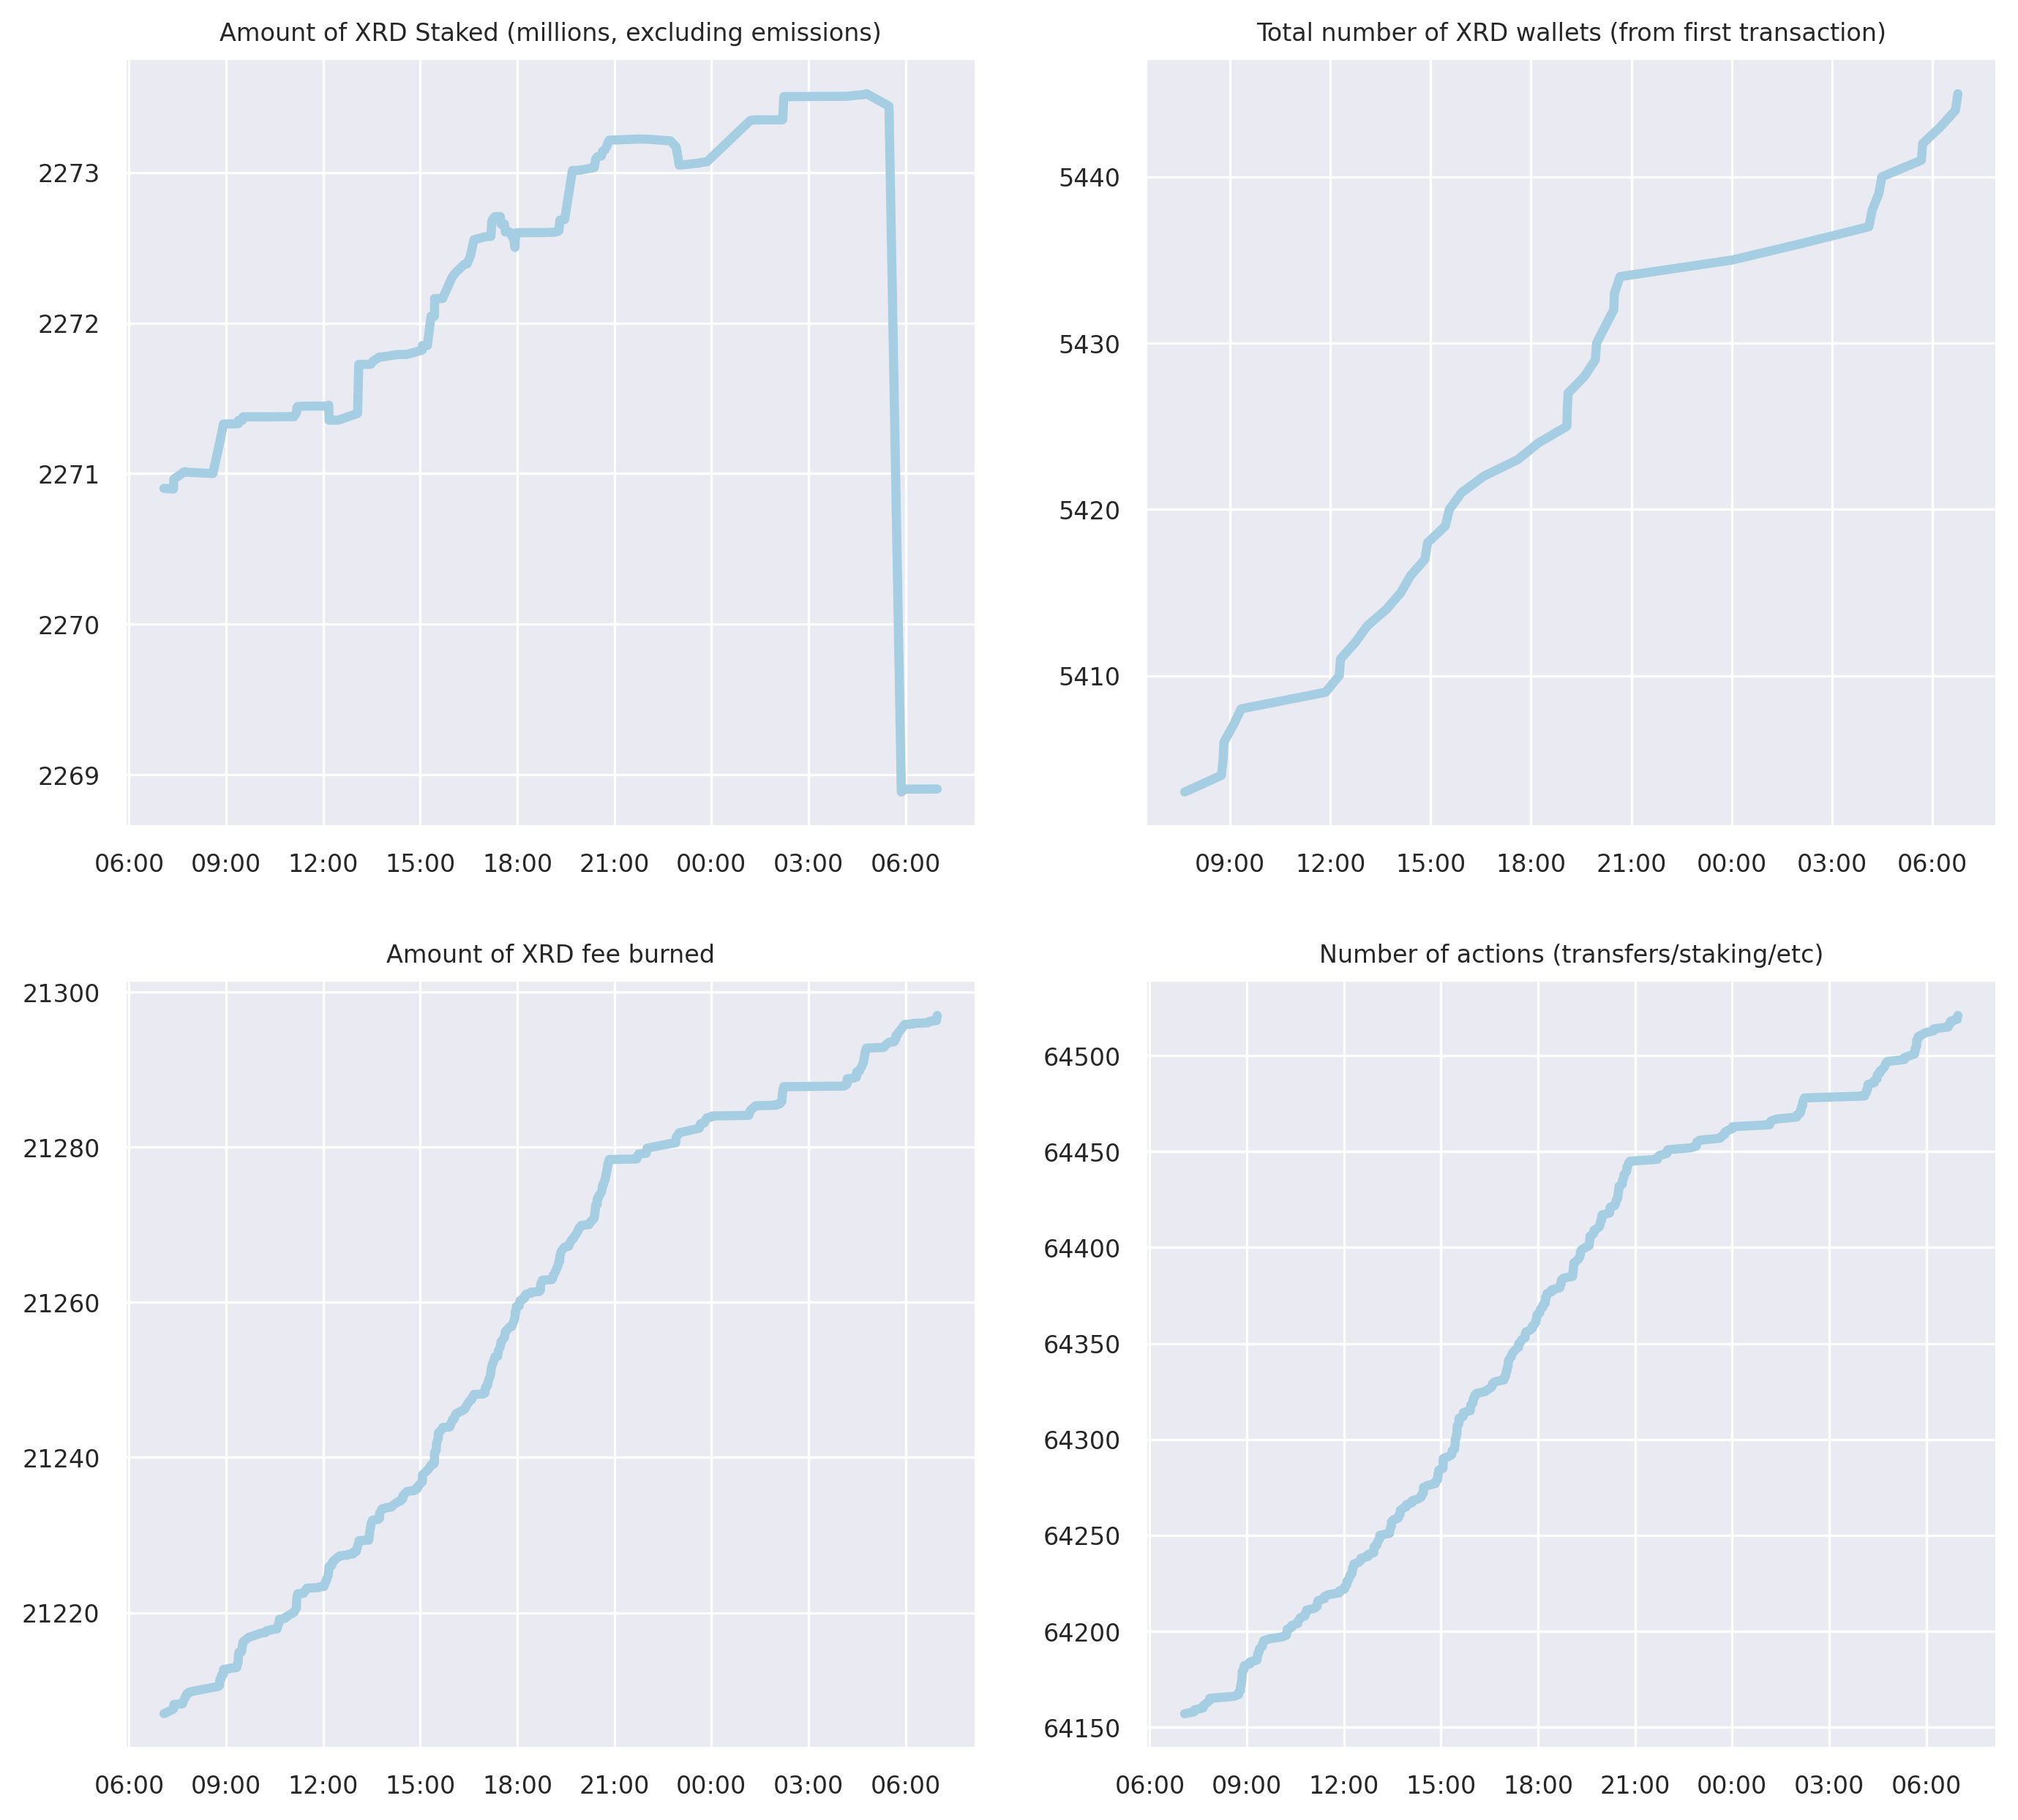 Amount of XRD Staked (millions, excluding emissions)
2273
2272
2271
2270
2269
06:00 09:00 12:00 15:00 18:00 21:00 00:00 03:00 06:00
Total number of XRD wallets (from first transaction)
5440
5430
5420
5410
09:00 12:00 15:00 18:00 21:00 00:00 03:00 06:00
Amount of XRD fee burned
21300
21280
21260
21240
21220
06:00 09:00 12:00 15:00 18:00 21:00 00:00 03:00 06:00
Number of actions (transfers/staking/etc)
64500
64450
64400
64350
64300
64250
64200
64150
06:00 09:00 12:00 15:00 18:00 21:00 00:00 03:00 06:00